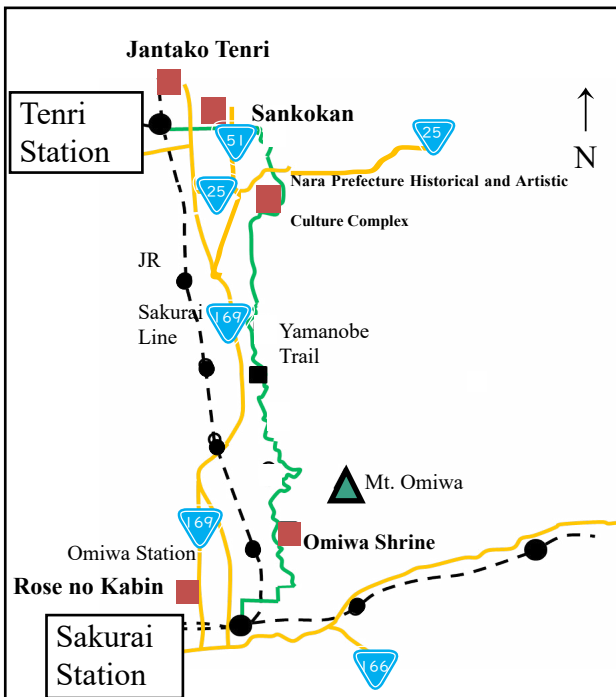 Jantako Tenri
Tenri
Station
Sankokan
51
25
N
25
Nara Prefecture Historical and Artistic
Culture Complex
JR
Sakurai
Line
169
Yamanobe
Trail
Mt. Omiwa
169
Omiwa Station
Omiwa Shrine
Rose no Kabin
Sakurai
Station
166